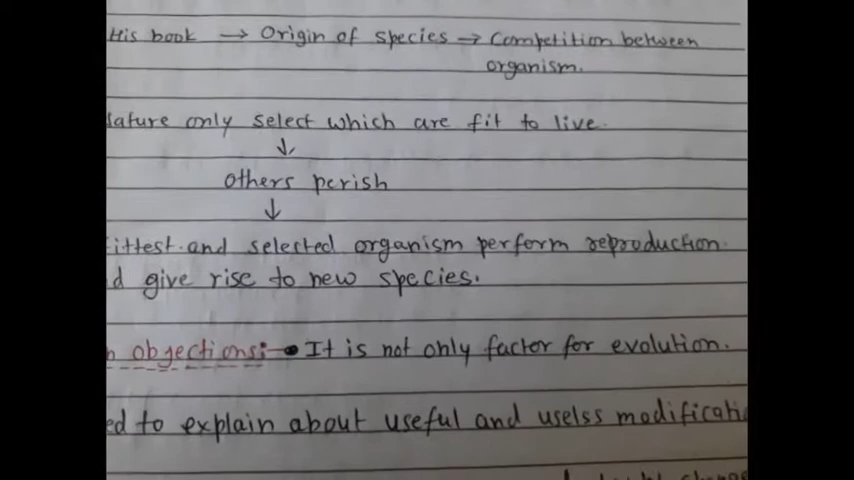 His book → Origin of species → Competition between
organism.
Nature only select which are fit to live.
↓
others perish
↓
fittest and selected organism perform reproduction
d give rise to new species.
n obgections:→ It is not only factor for evolution.
ed to explain about useful and uselss modificati